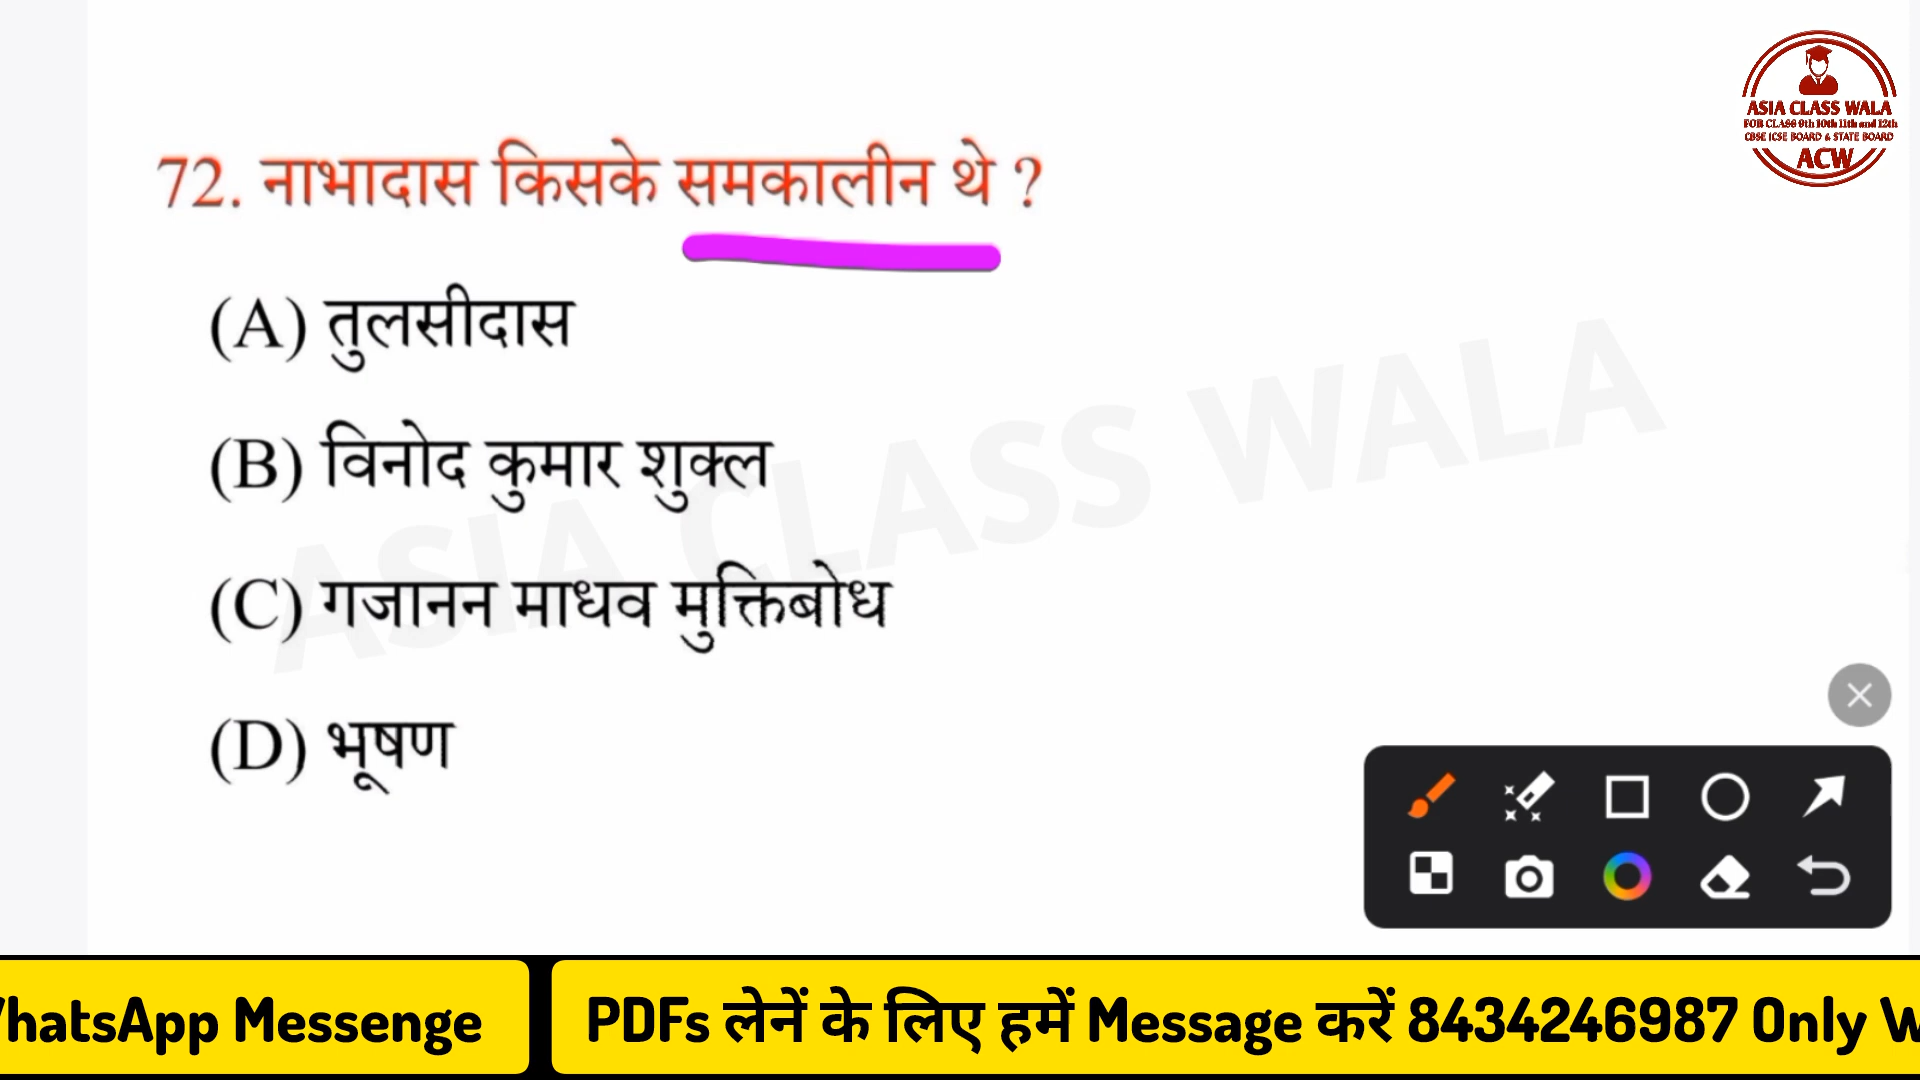 ASIA CLASS WALA
FOR CLASS 9th 10th 11th and 12th
CBSE ICSE BOARD & STATE BOARD
ACW
72. नाभादास किसके समकालीन थे ?
(A) तुलसीदास
(B) विनोद कुमार शुक्ल
(C) गजानन माधव मुक्तिबोध
(D) भूषण
ASIA CLASS WALA
WhatsApp Messenge PDFs लेनें के लिए हमें Message करें 8434246987 Only W